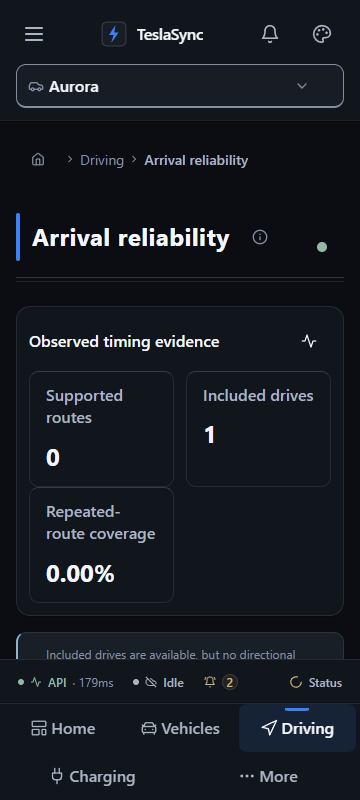 TeslaSync
Aurora
Driving
Arrival reliability
Arrival reliability
Observed timing evidence
Supported
routes
0
Included drives
1
Repeated-
route coverage
0.00%
Included drives are available, but no directional
API · 179ms
Idle
2
Status
Home
Vehicles
Driving
Charging
More